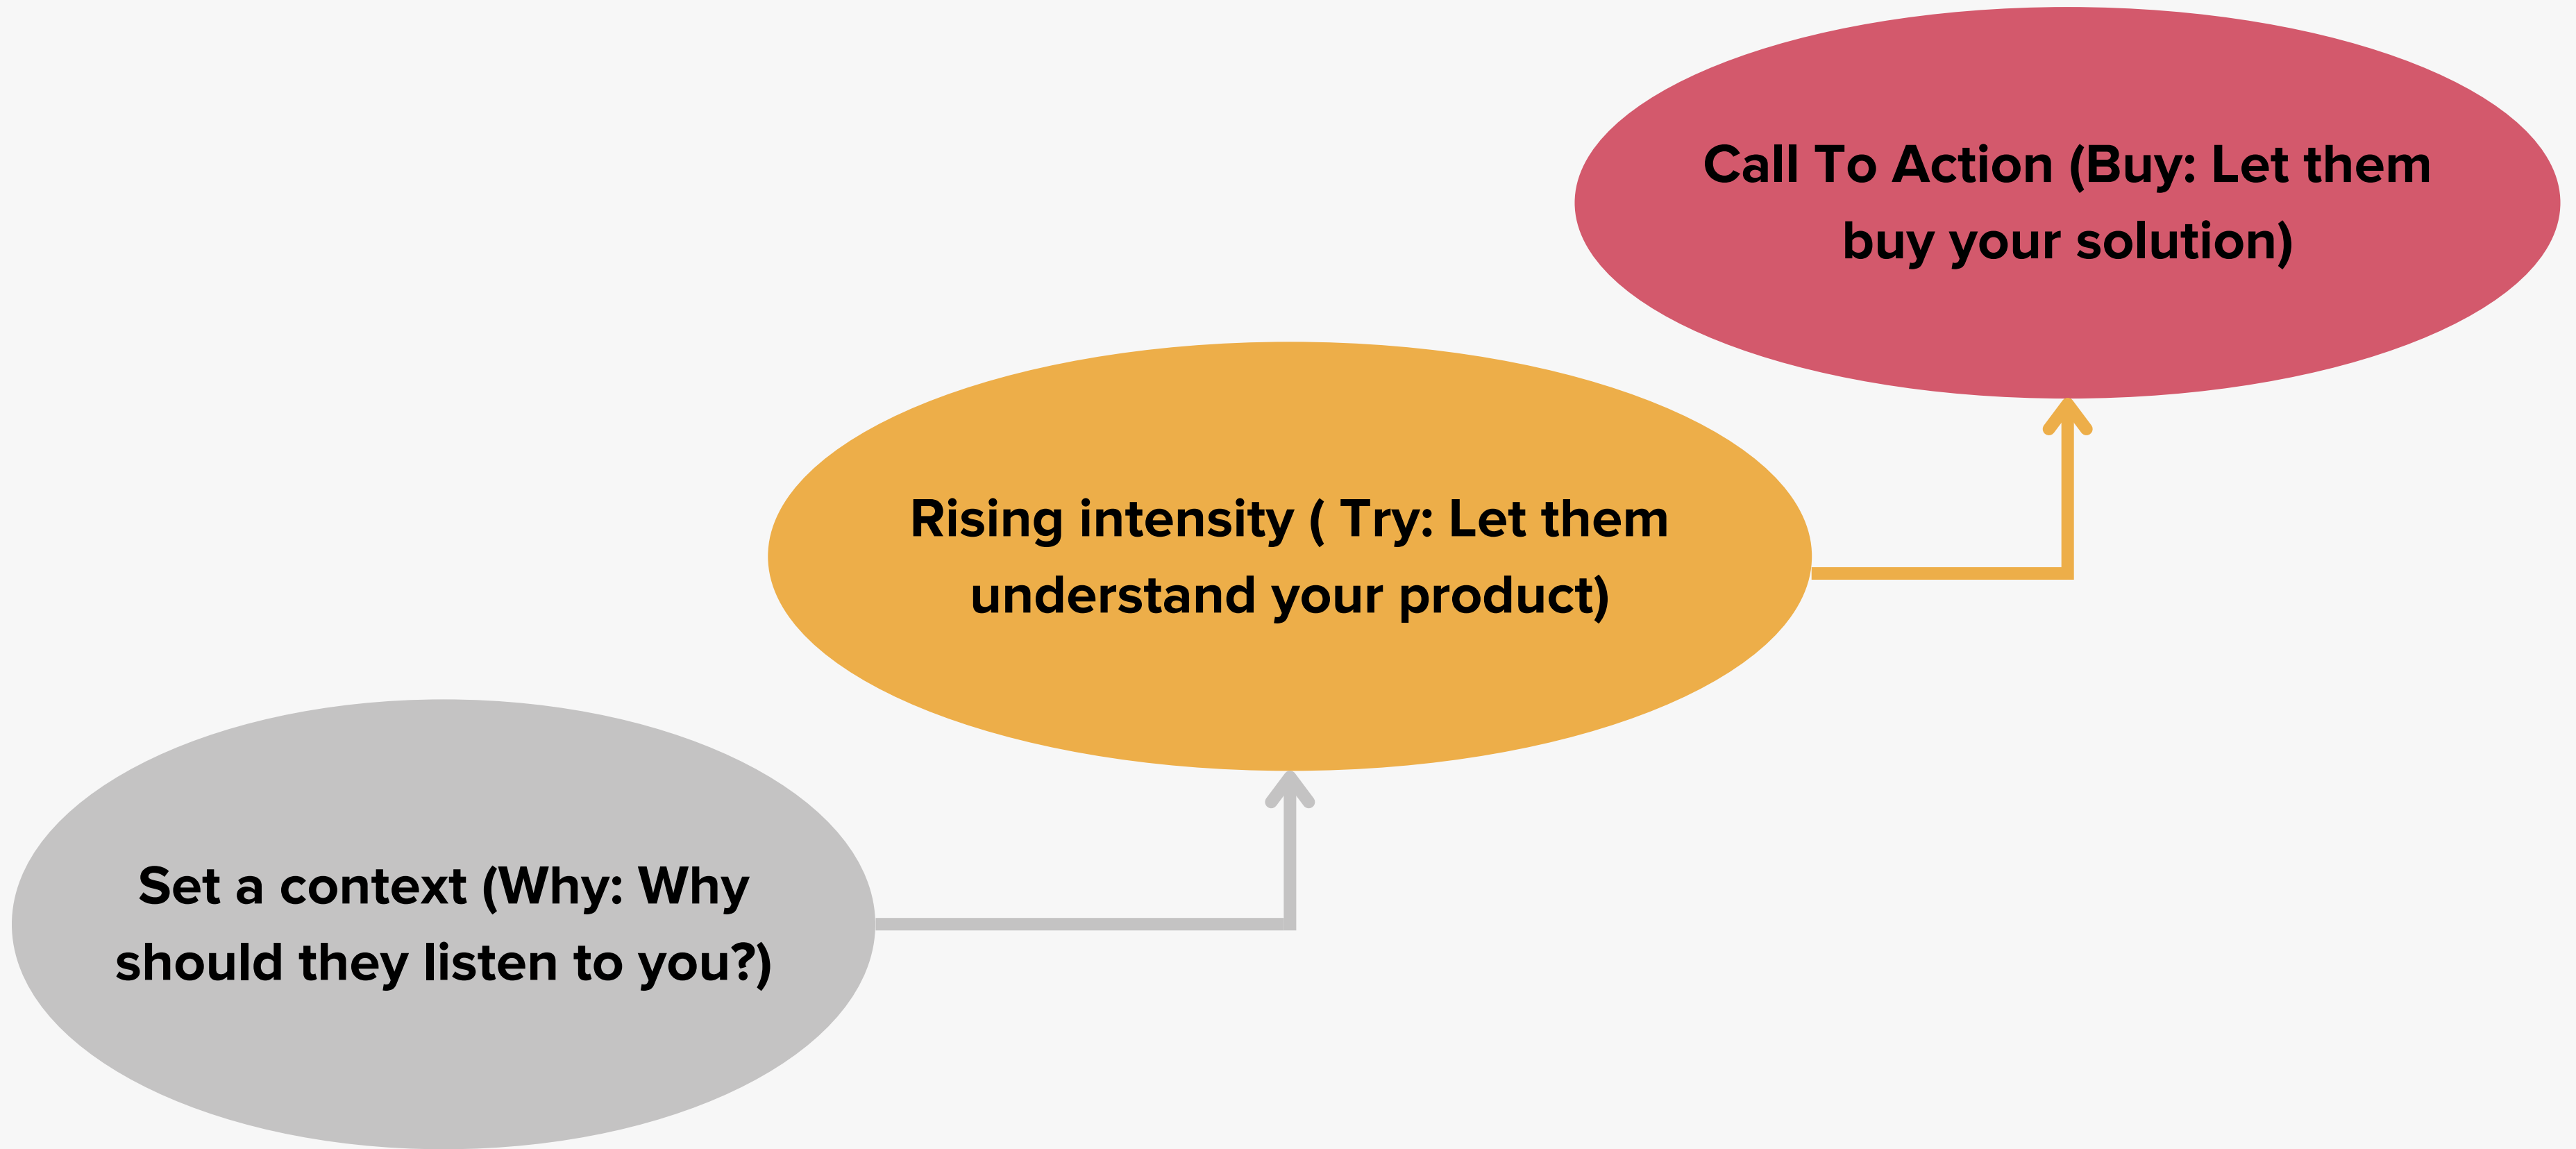 Call To Action (Buy: Let them
buy your solution)
Rising intensity ( Try: Let them
understand your product)
Set a context (Why: Why
should they listen to you?)